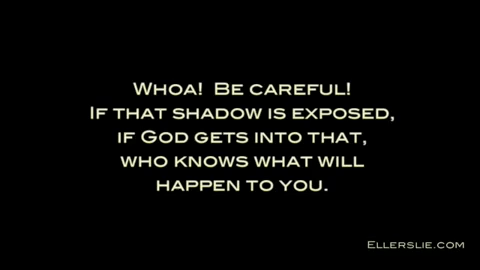 Whoa! Be careful!
If that shadow is exposed,
if God gets into that,
who knows what will
happen to you.
Ellerslie.com